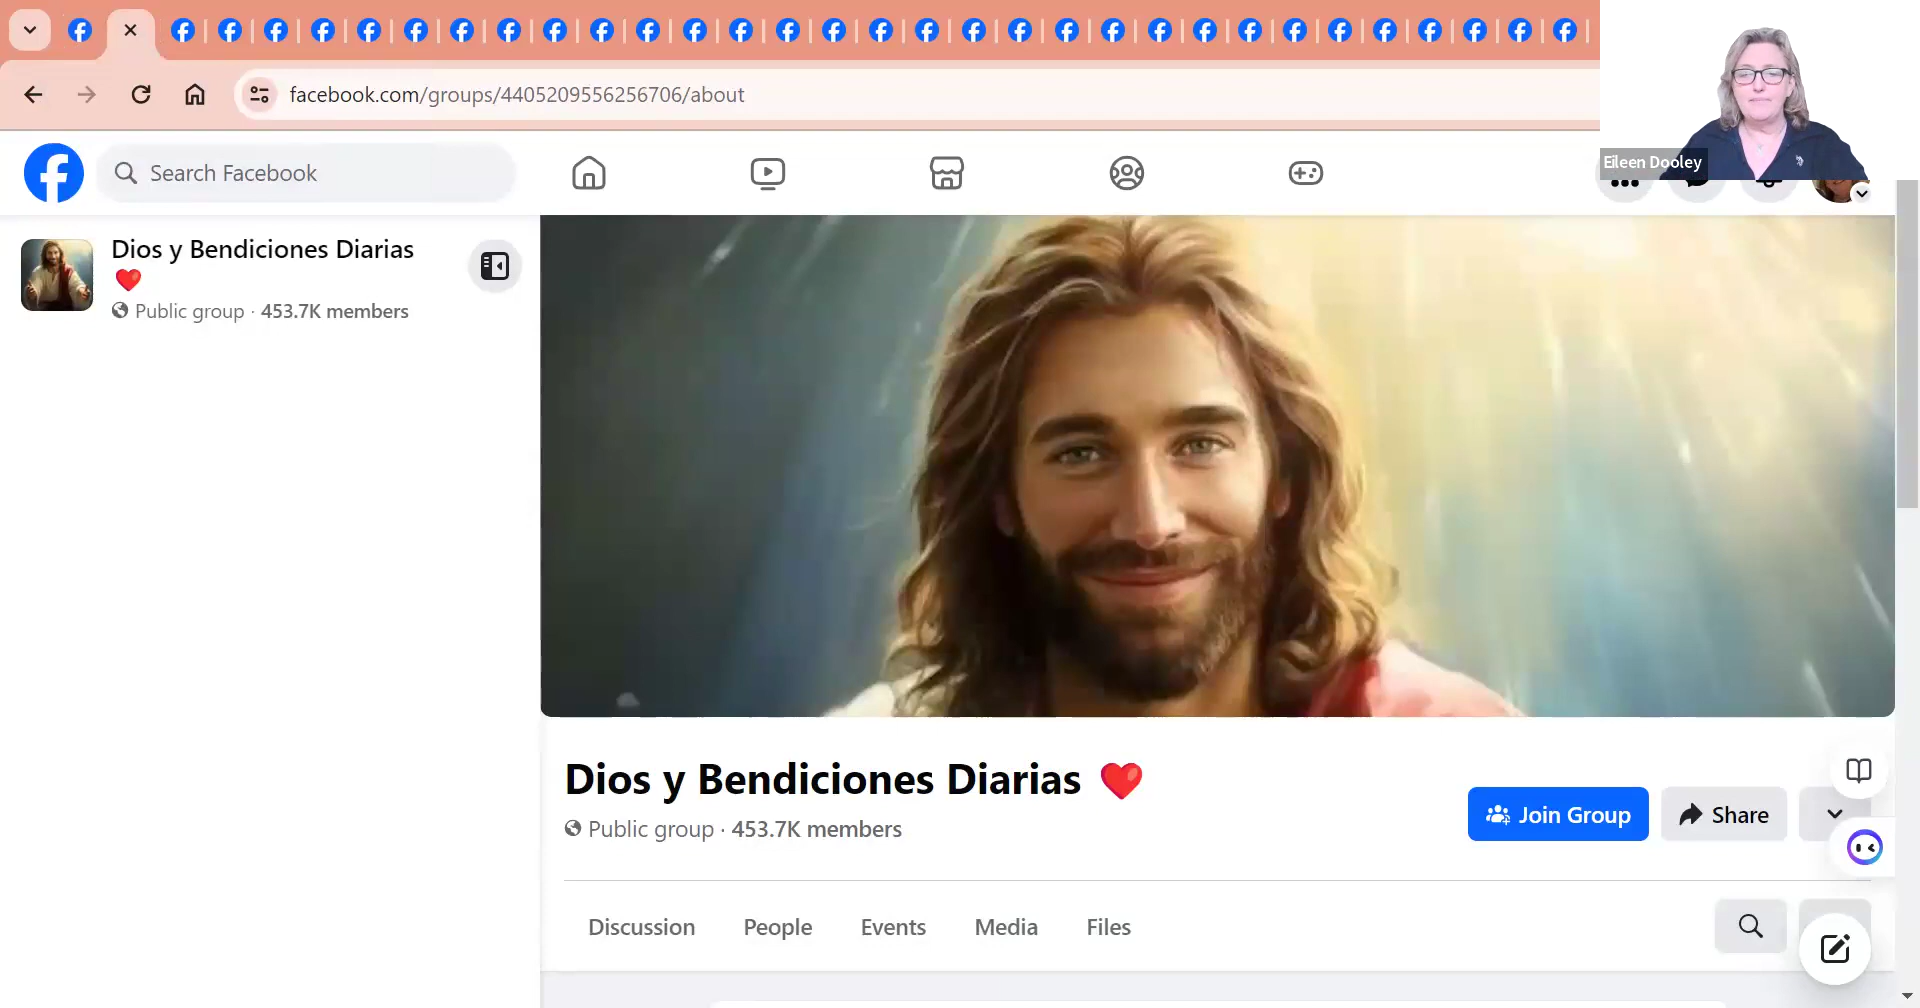 facebook.com/groups/4405209556256706/about
Eileen Dooley
Search Facebook
Dios y Bendiciones Diarias
❤️
Public group · 453.7K members
Dios y Bendiciones Diarias ❤️
Public group · 453.7K members
Join Group
Share
Discussion
People
Events
Media
Files